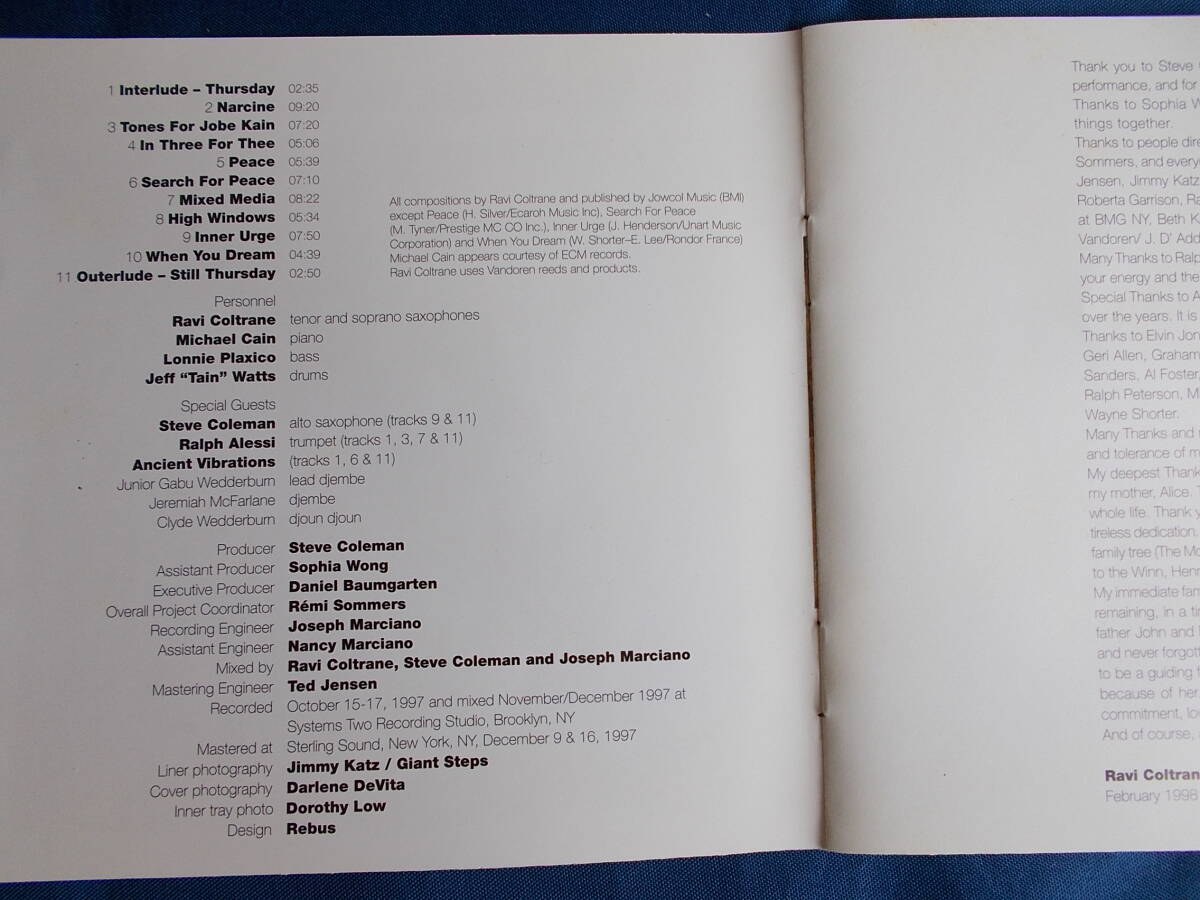 1 Interlude – Thursday 02:35
2 Narcine 09:20
3 Tones For Jobe Kain 07:20
4 In Three For Thee 05:06
5 Peace 05:39
6 Search For Peace 07:10
7 Mixed Media 08:22
8 High Windows 05:34
9 Inner Urge 07:50
10 When You Dream 04:39
11 Outerlude – Still Thursday 02:50
All compositions by Ravi Coltrane and published by Jowcol Music (BMI)
except Peace (H. Silver/Ecaroh Music Inc), Search For Peace
(M. Tyner/Prestige MC CO Inc.), Inner Urge (J. Henderson/Unart Music
Corporation) and When You Dream (W. Shorter–E. Lee/Rondor France)
Michael Cain appears courtesy of ECM records.
Ravi Coltrane uses Vandoren reeds and products.
Personnel
Ravi Coltrane tenor and soprano saxophones
Michael Cain piano
Lonnie Plaxico bass
Jeff “Tain” Watts drums
Special Guests
Steve Coleman alto saxophone (tracks 9 & 11)
Ralph Alessi trumpet (tracks 1, 3, 7 & 11)
Ancient Vibrations (tracks 1, 6 & 11)
Junior Gabu Wedderburn lead djembe
Jeremiah McFarlane djembe
Clyde Wedderburn djoun djoun
Producer Steve Coleman
Assistant Producer Sophia Wong
Executive Producer Daniel Baumgarten
Overall Project Coordinator Rémi Sommers
Recording Engineer Joseph Marciano
Assistant Engineer Nancy Marciano
Mixed by Ravi Coltrane, Steve Coleman and Joseph Marciano
Mastering Engineer Ted Jensen
Recorded October 15-17, 1997 and mixed November/December 1997 at
Systems Two Recording Studio, Brooklyn, NY
Mastered at Sterling Sound, New York, NY, December 9 & 16, 1997
Liner photography Jimmy Katz / Giant Steps
Cover photography Darlene DeVita
Inner tray photo Dorothy Low
Design Rebus
Thank you to Steve
performance, and for
Thanks to Sophia W
things together.
Thanks to people dire
Sommers, and every
Jensen, Jimmy Katz
Roberta Garrison, Ra
at BMG NY, Beth K
Vandoren/ J. D' Add
Many Thanks to Ralp
your energy and the
Special Thanks to A
over the years. It is
Thanks to Elvin Jon
Geri Allen, Graham
Sanders, Al Foster,
Ralph Peterson, M
Wayne Shorter.
Many Thanks and
and tolerance of m
My deepest Thank
my mother, Alice. T
whole life. Thank y
tireless dedication.
family tree (The Mc
to the Winn, Henr
My immediate fam
remaining, in a tir
father John and
and never forgott
to be a guiding
because of her
commitment, lo
And of course,
Ravi Coltran
February 1998